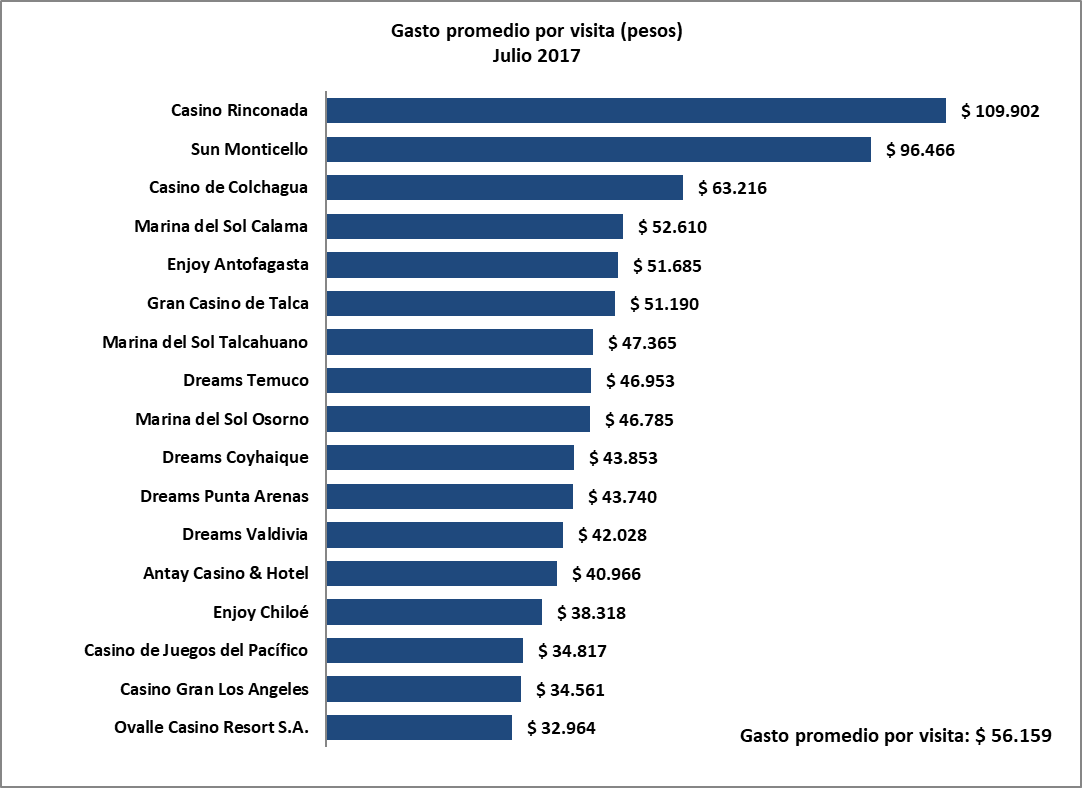 Gasto promedio por visita (pesos)
Julio 2017
Casino Rinconada $ 109.902
Sun Monticello $ 96.466
Casino de Colchagua $ 63.216
Marina del Sol Calama $ 52.610
Enjoy Antofagasta $ 51.685
Gran Casino de Talca $ 51.190
Marina del Sol Talcahuano $ 47.365
Dreams Temuco $ 46.953
Marina del Sol Osorno $ 46.785
Dreams Coyhaique $ 43.853
Dreams Punta Arenas $ 43.740
Dreams Valdivia $ 42.028
Antay Casino & Hotel $ 40.966
Enjoy Chiloé $ 38.318
Casino de Juegos del Pacífico $ 34.817
Casino Gran Los Angeles $ 34.561
Ovalle Casino Resort S.A. $ 32.964
Gasto promedio por visita: $ 56.159